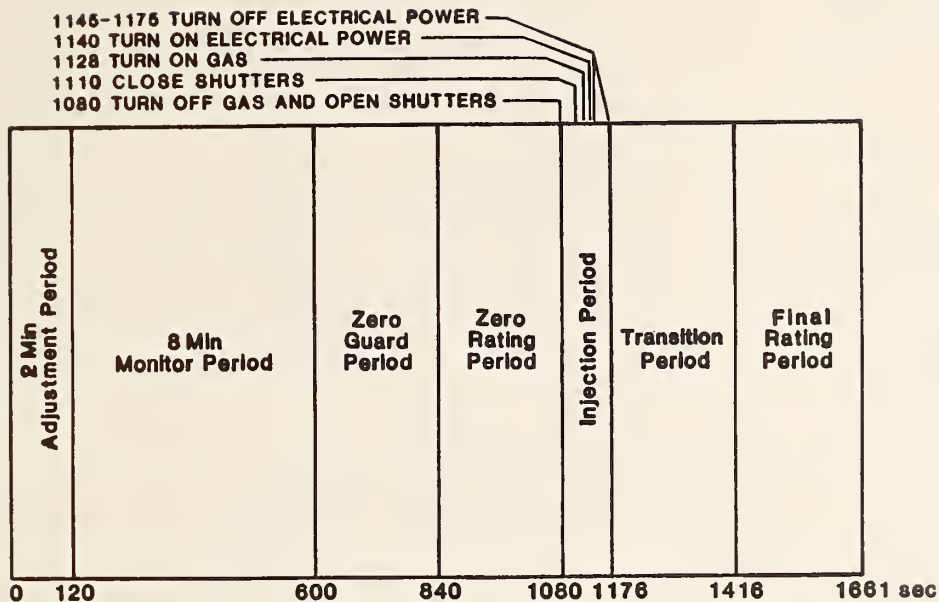 1145-1175 TURN OFF ELECTRICAL POWER
1140 TURN ON ELECTRICAL POWER
1128 TURN ON GAS
1110 CLOSE SHUTTERS
1080 TURN OFF GAS AND OPEN SHUTTERS
2 Min
Adjustment Period
8 Min
Monitor Period
Zero
Guard
Period
Zero
Rating
Period
Injection Period
Transition
Period
Final
Rating
Period
0 120 600 840 1080 1176 1416 1661 sec